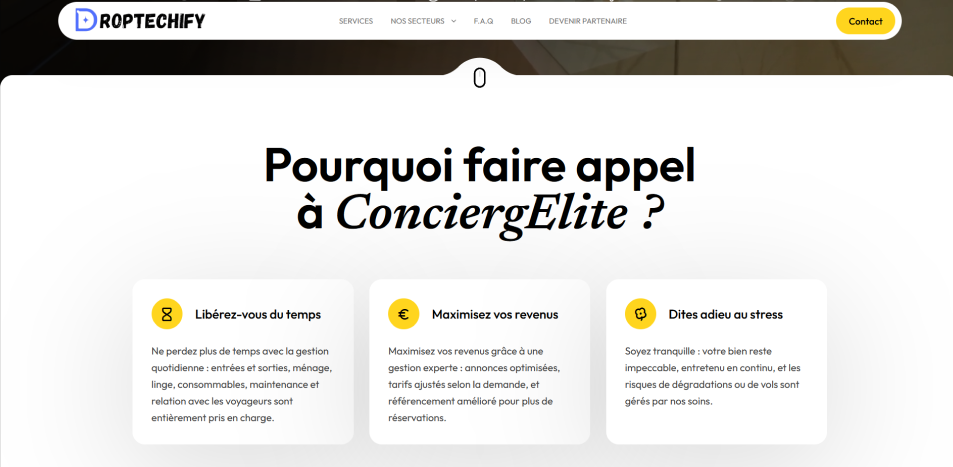 DROPTECHIFY
SERVICES
NOS SECTEURS
F.A.Q
BLOG
DEVENIR PARTENAIRE
Contact
Pourquoi faire appel
à ConciergElite ?
Libérez-vous du temps
Ne perdez plus de temps avec la gestion
quotidienne : entrées et sorties, ménage,
linge, consommables, maintenance et
relation avec les voyageurs sont
entièrement pris en charge.
Maximisez vos revenus
Maximisez vos revenus grâce à une
gestion experte : annonces optimisées,
tarifs ajustés selon la demande, et
référencement amélioré pour plus de
réservations.
Dites adieu au stress
Soyez tranquille : votre bien reste
impeccable, entretenu en continu, et les
risques de dégradations ou de vols sont
gérés par nos soins.